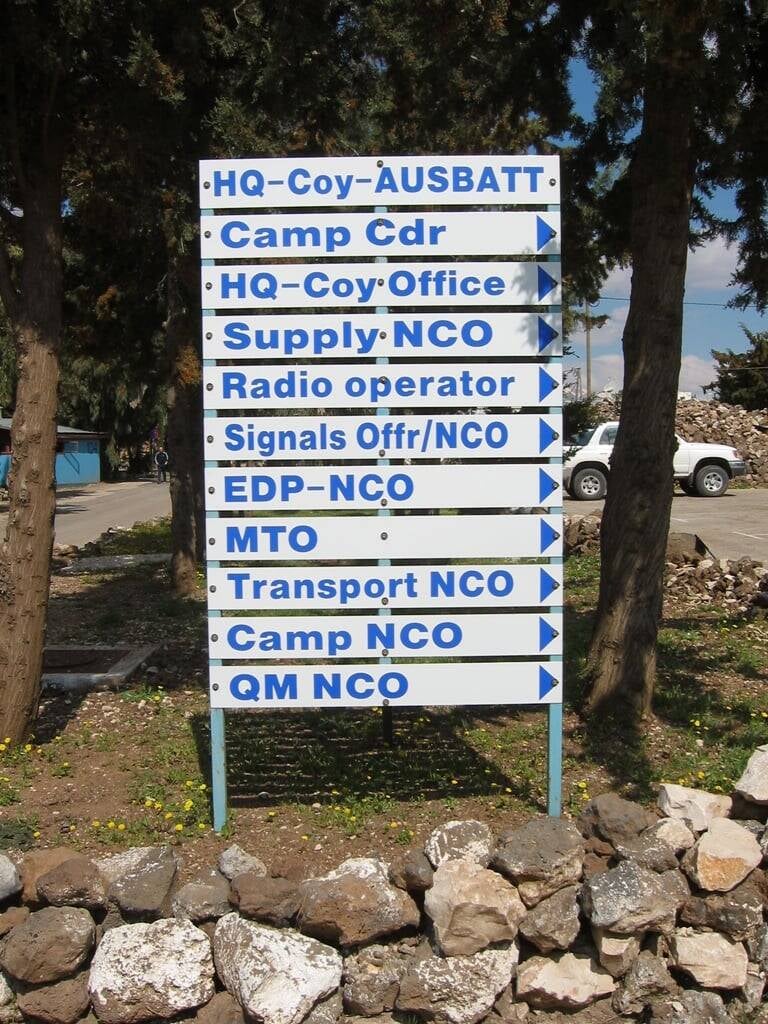 HQ-Coy-AUSBATT
Camp Cdr
HQ-Coy Office
Supply NCO
Radio operator
Signals Offr/NCO
EDP-NCO
MTO
Transport NCO
Camp NCO
QM NCO